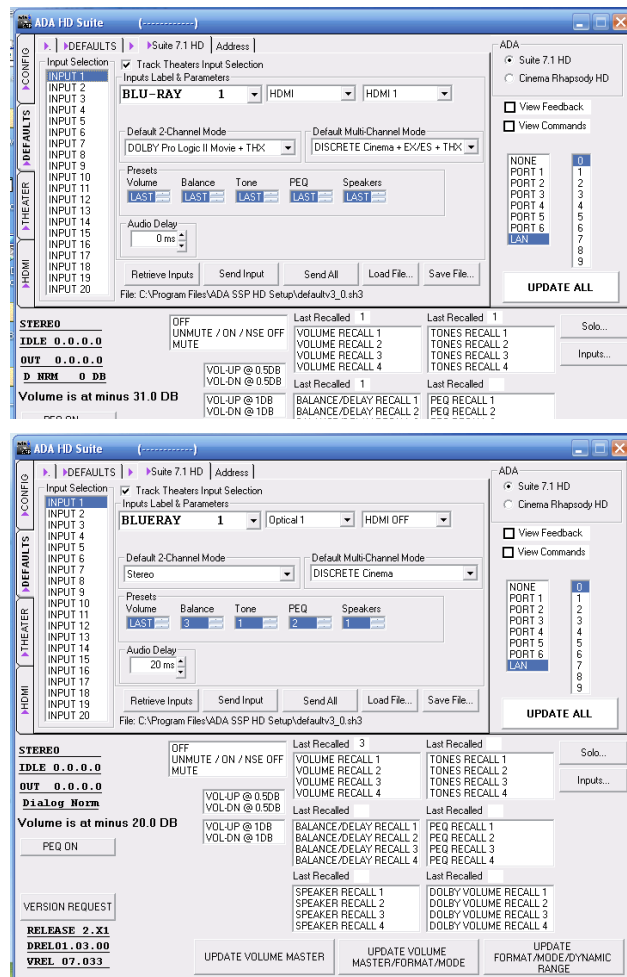 ADA HD Suite (------------)
CONFIG
DEFAULTS
THEATER
HDMI
. DEFAULTS Suite 7.1 HD Address
Input Selection
INPUT 1
INPUT 2
INPUT 3
INPUT 4
INPUT 5
INPUT 6
INPUT 7
INPUT 8
INPUT 9
INPUT 10
INPUT 11
INPUT 12
INPUT 13
INPUT 14
INPUT 15
INPUT 16
INPUT 17
INPUT 18
INPUT 19
INPUT 20
Track Theaters Input Selection
Inputs Label & Parameters
BLU-RAY 1 HDMI HDMI 1
Default 2-Channel Mode Default Multi-Channel Mode
DOLBY Pro Logic II Movie + THX DISCRETE Cinema + EX/ES + THX
Presets
Volume Balance Tone PEQ Speakers
LAST LAST LAST LAST LAST
Audio Delay
0 ms
Retrieve Inputs Send Input Send All Load File... Save File...
File: C:\Program Files\ADA SSP HD Setup\defaultv3_0.sh3
ADA
Suite 7.1 HD
Cinema Rhapsody HD
View Feedback
View Commands
NONE 0
PORT 1 1
PORT 2 2
PORT 3 3
PORT 4 4
PORT 5 5
PORT 6 6
LAN 7
8
9
UPDATE ALL
STEREO
IDLE 0.0.0.0
OUT 0.0.0.0
D NRM 0 DB
Volume is at minus 31.0 DB
PEQ ON
OFF
UNMUTE / ON / NSE OFF
MUTE
VOL-UP @ 0.5DB
VOL-DN @ 0.5DB
VOL-UP @ 1DB
VOL-DN @ 1DB
Last Recalled 1
VOLUME RECALL 1
VOLUME RECALL 2
VOLUME RECALL 3
VOLUME RECALL 4
Last Recalled 1
TONES RECALL 1
TONES RECALL 2
TONES RECALL 3
TONES RECALL 4
Last Recalled 1
BALANCE/DELAY RECALL 1
BALANCE/DELAY RECALL 2
Last Recalled
PEQ RECALL 1
PEQ RECALL 2
Solo...
Inputs...
ADA HD Suite (------------)
CONFIG
DEFAULTS
THEATER
HDMI
. DEFAULTS Suite 7.1 HD Address
Input Selection
INPUT 1
INPUT 2
INPUT 3
INPUT 4
INPUT 5
INPUT 6
INPUT 7
INPUT 8
INPUT 9
INPUT 10
INPUT 11
INPUT 12
INPUT 13
INPUT 14
INPUT 15
INPUT 16
INPUT 17
INPUT 18
INPUT 19
INPUT 20
Track Theaters Input Selection
Inputs Label & Parameters
BLUERAY 1 Optical 1 HDMI OFF
Default 2-Channel Mode Default Multi-Channel Mode
Stereo DISCRETE Cinema
Presets
Volume Balance Tone PEQ Speakers
LAST 3 1 2 1
Audio Delay
20 ms
Retrieve Inputs Send Input Send All Load File... Save File...
File: C:\Program Files\ADA SSP HD Setup\defaultv3_0.sh3
ADA
Suite 7.1 HD
Cinema Rhapsody HD
View Feedback
View Commands
NONE 0
PORT 1 1
PORT 2 2
PORT 3 3
PORT 4 4
PORT 5 5
PORT 6 6
LAN 7
8
9
UPDATE ALL
STEREO
IDLE 0.0.0.0
OUT 0.0.0.0
Dialog Norm
Volume is at minus 20.0 DB
PEQ ON
VERSION REQUEST
RELEASE 2.X1
DREL01.03.00
VREL 07.033
OFF
UNMUTE / ON / NSE OFF
MUTE
VOL-UP @ 0.5DB
VOL-DN @ 0.5DB
VOL-UP @ 1DB
VOL-DN @ 1DB
Last Recalled 3
VOLUME RECALL 1
VOLUME RECALL 2
VOLUME RECALL 3
VOLUME RECALL 4
Last Recalled
TONES RECALL 1
TONES RECALL 2
TONES RECALL 3
TONES RECALL 4
Last Recalled
BALANCE/DELAY RECALL 1
BALANCE/DELAY RECALL 2
BALANCE/DELAY RECALL 3
BALANCE/DELAY RECALL 4
Last Recalled
PEQ RECALL 1
PEQ RECALL 2
PEQ RECALL 3
PEQ RECALL 4
Last Recalled
SPEAKER RECALL 1
SPEAKER RECALL 2
SPEAKER RECALL 3
SPEAKER RECALL 4
Last Recalled
DOLBY VOLUME RECALL 1
DOLBY VOLUME RECALL 2
DOLBY VOLUME RECALL 3
DOLBY VOLUME RECALL 4
Solo...
Inputs...
UPDATE VOLUME MASTER
UPDATE VOLUME
MASTER/FORMAT/MODE
UPDATE
FORMAT/MODE/DYNAMIC
RANGE